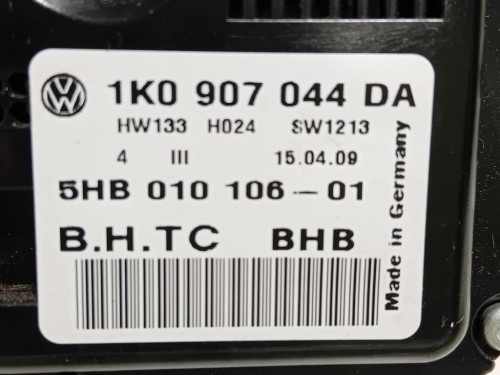 1K0 907 044 DA
HW133 H024 SW1213
4 III 15.04.09
5HB 010 106-01
B.H.TC BHB
Made in Germany